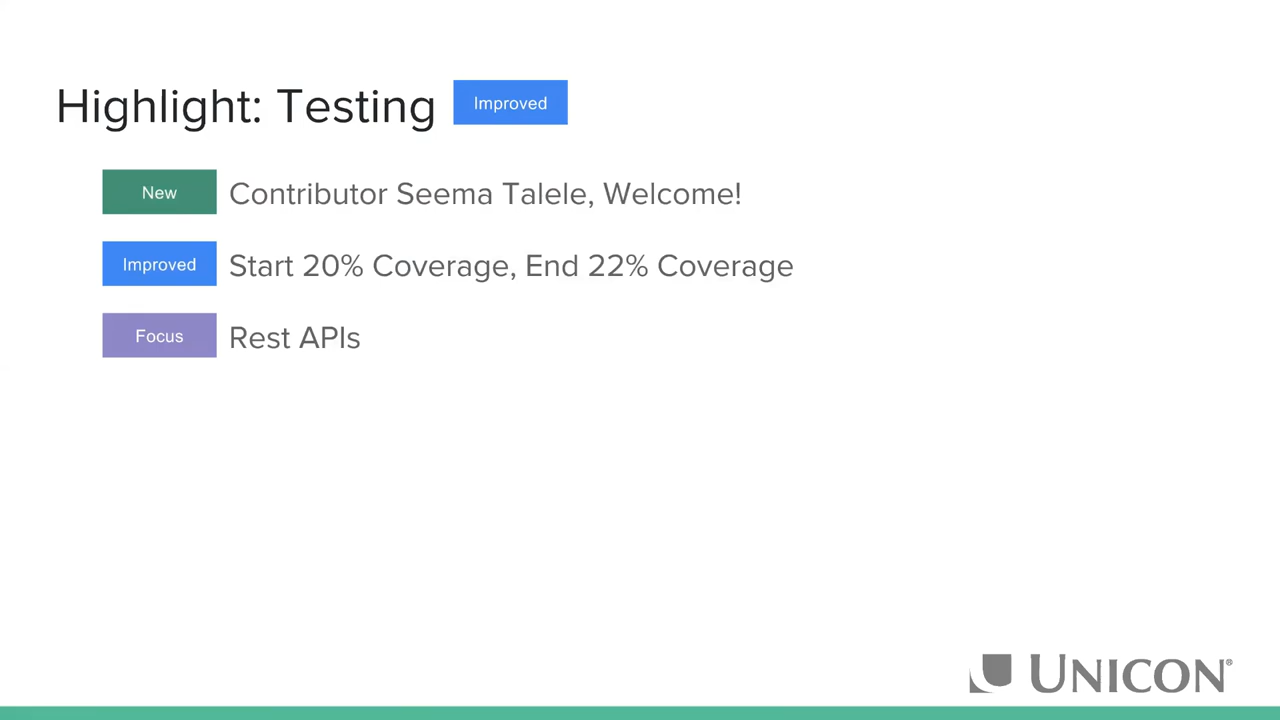 Highlight: Testing Improved
New Contributor Seema Talele, Welcome!
Improved Start 20% Coverage, End 22% Coverage
Focus Rest APIs
UNICON®